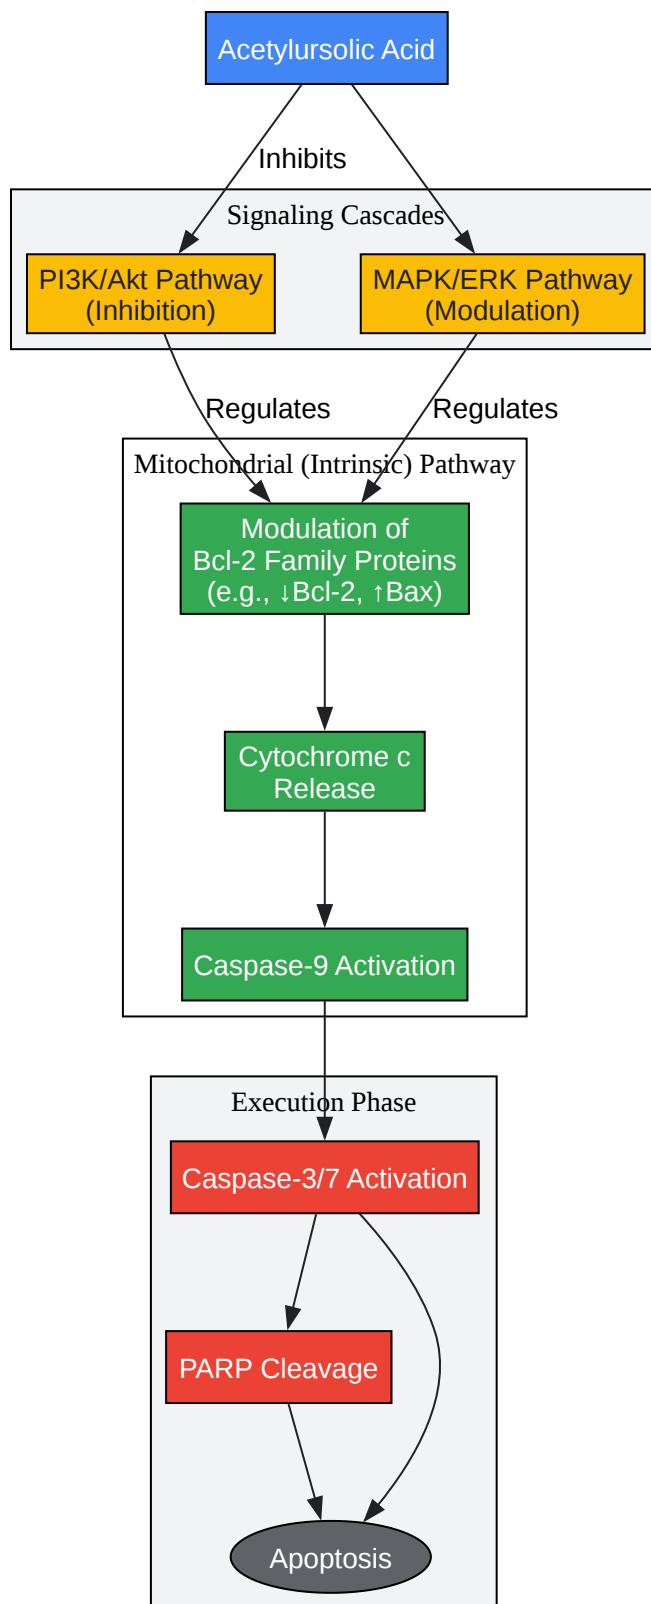 Acetylursolic Acid
Inhibits
Signaling Cascades
PI3K/Akt Pathway
(Inhibition)
MAPK/ERK Pathway
(Modulation)
Regulates
Regulates
Mitochondrial (Intrinsic) Pathway
Modulation of
Bcl-2 Family Proteins
(e.g., ↓Bcl-2, ↑Bax)
Cytochrome c
Release
Caspase-9 Activation
Execution Phase
Caspase-3/7 Activation
PARP Cleavage
Apoptosis